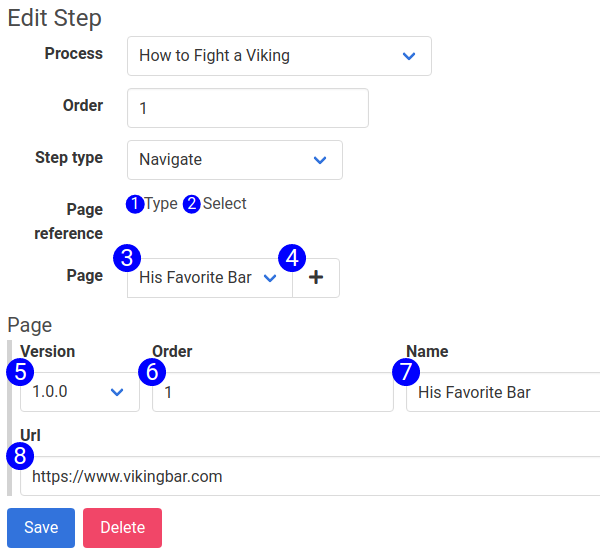 Edit Step
Process How to Fight a Viking
Order 1
Step type Navigate
Page reference 1 Type 2 Select
3 4
Page His Favorite Bar +
Page
Version Order Name
5 6 7
1.0.0 1 His Favorite Bar
Url
8
https://www.vikingbar.com
Save Delete